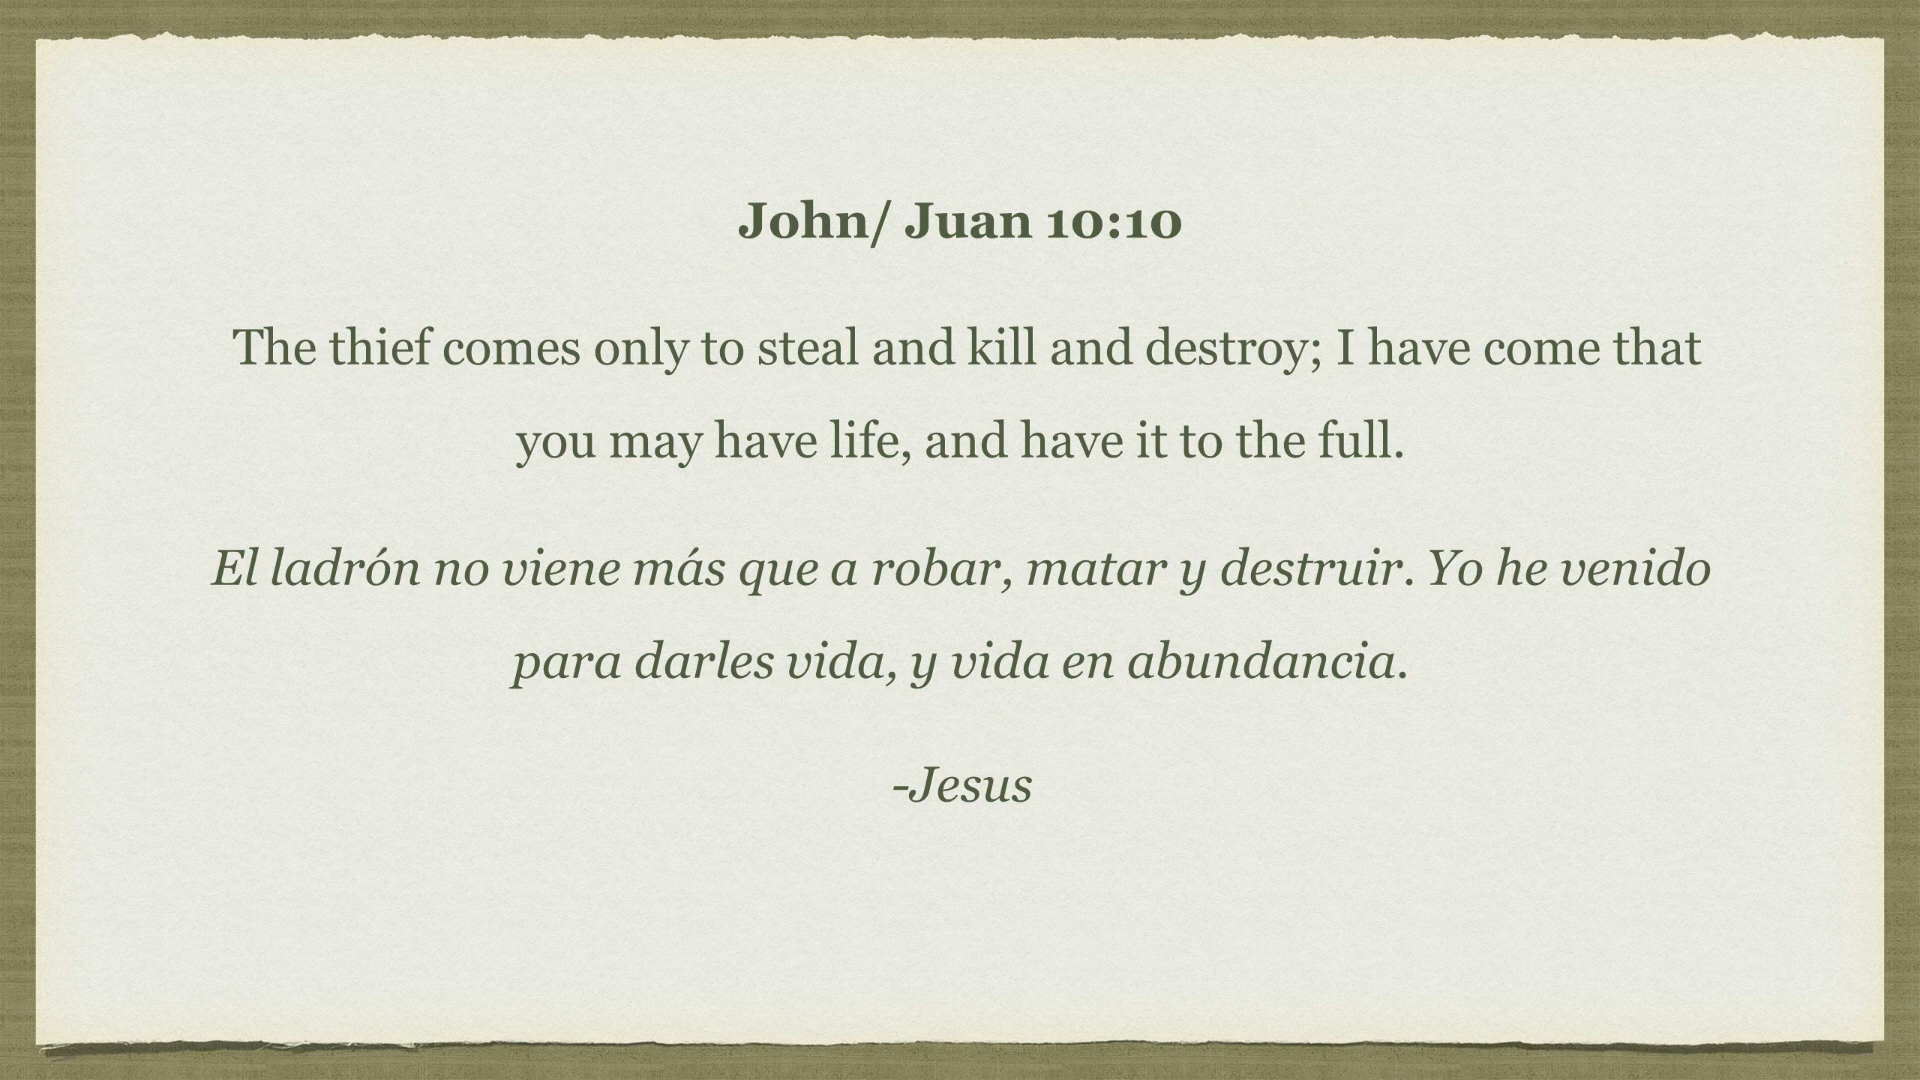 John/ Juan 10:10
The thief comes only to steal and kill and destroy; I have come that
you may have life, and have it to the full.
El ladrón no viene más que a robar, matar y destruir. Yo he venido
para darles vida, y vida en abundancia.
-Jesus